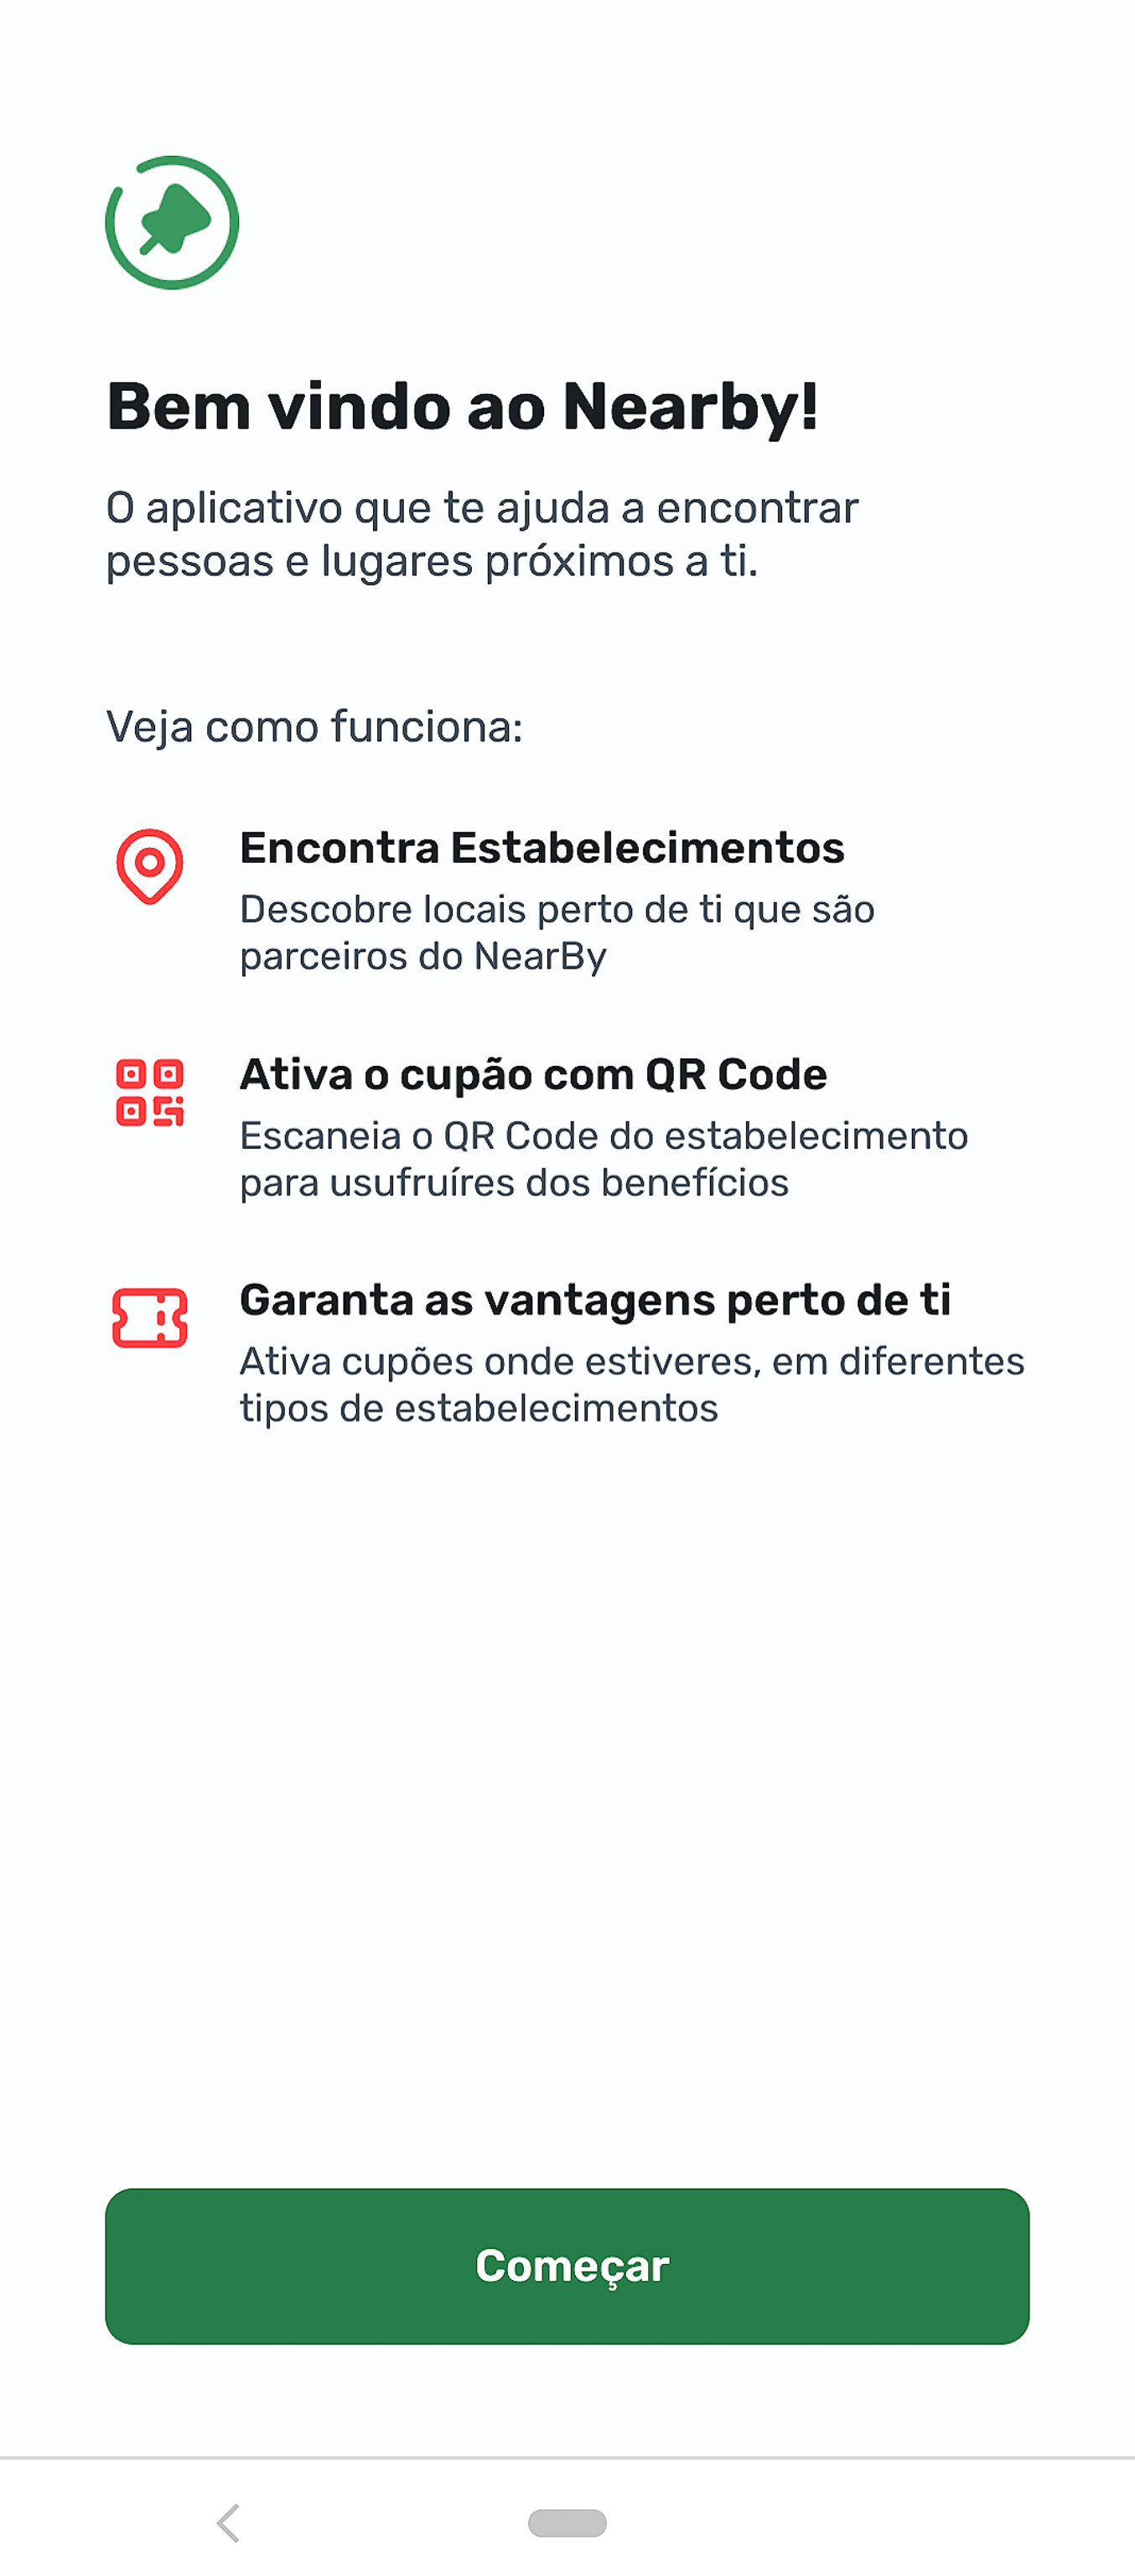 Bem vindo ao Nearby!
O aplicativo que te ajuda a encontrar
pessoas e lugares próximos a ti.
Veja como funciona:
Encontra Estabelecimentos
Descobre locais perto de ti que são
parceiros do NearBy
Ativa o cupão com QR Code
Escaneia o QR Code do estabelecimento
para usufruíres dos benefícios
Garanta as vantagens perto de ti
Ativa cupões onde estiveres, em diferentes
tipos de estabelecimentos
Começar